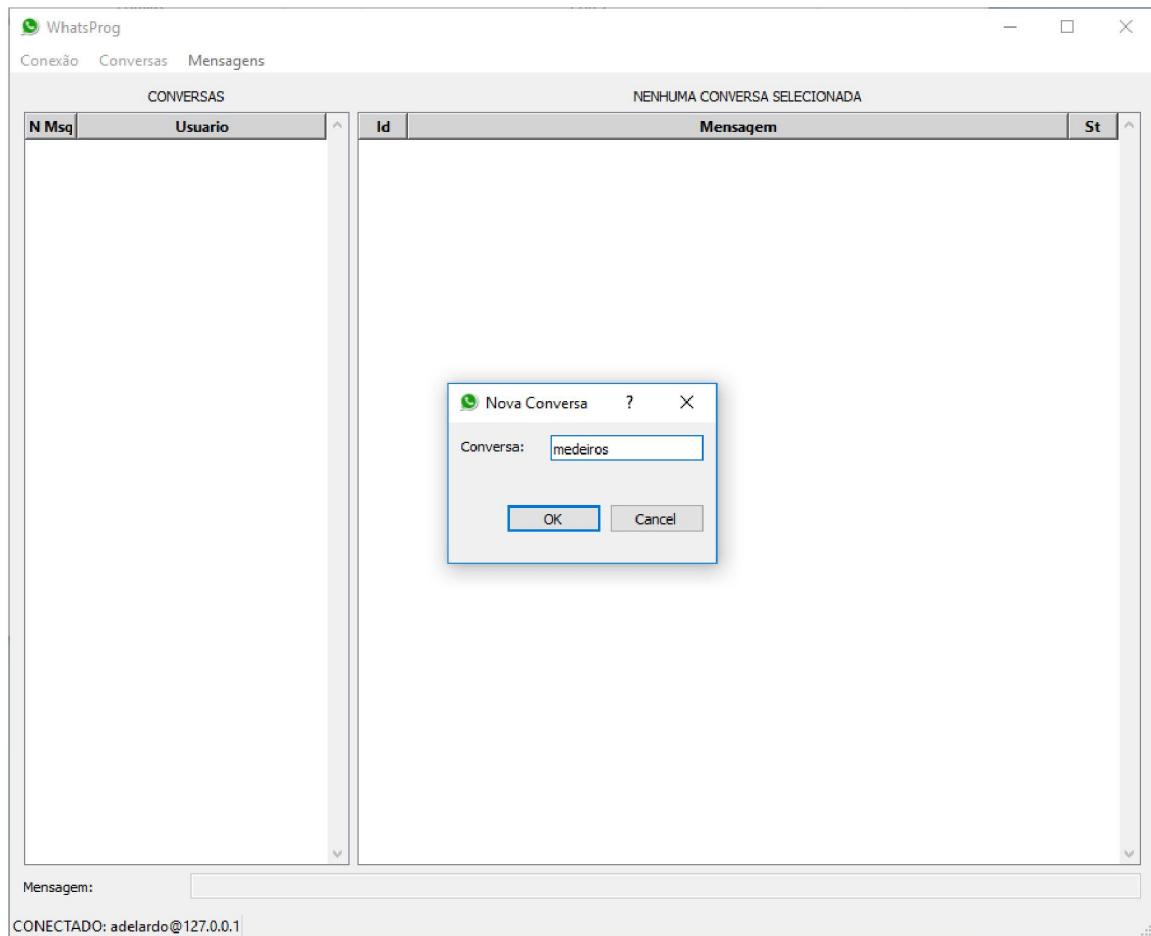 WhatsProg
Conexão Conversas Mensagens
CONVERSAS
NENHUMA CONVERSA SELECIONADA
N Msg Usuario
Id Mensagem St
Nova Conversa ?
Conversa: medeiros
OK Cancel
Mensagem:
CONECTADO: adelardo@127.0.0.1